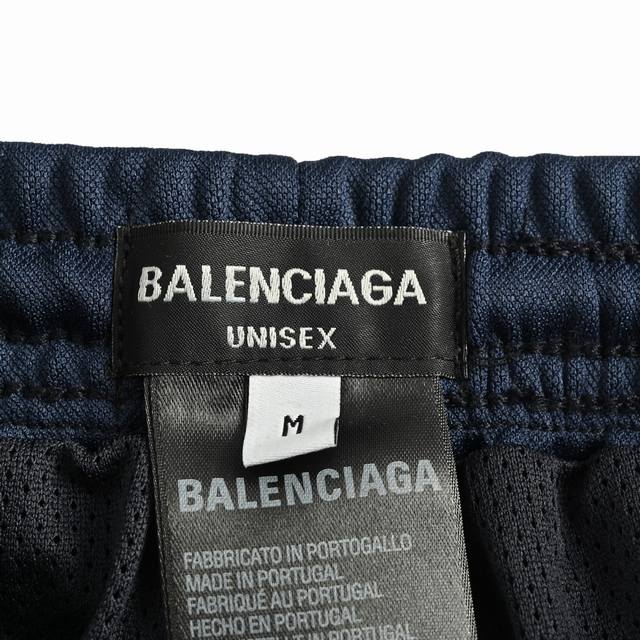 BALENCIAGA
UNISEX
M
BALENCIAGA
FABBRICATO IN PORTOGALLO
MADE IN PORTUGAL
FABRIQUÉ AU PORTUGAL
HECHO EN PORTUGAL